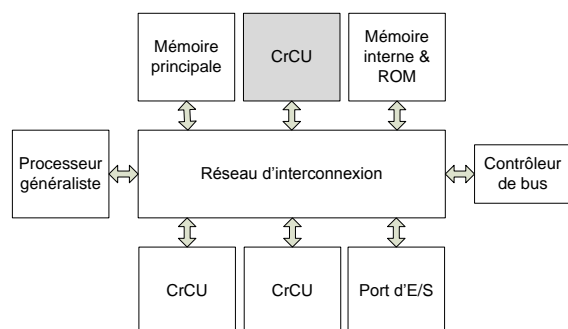 Mémoire
principale
CrCU
Mémoire
interne &
ROM
Processeur
généraliste
Réseau d'interconnexion
Contrôleur
de bus
CrCU
CrCU
Port d'E/S